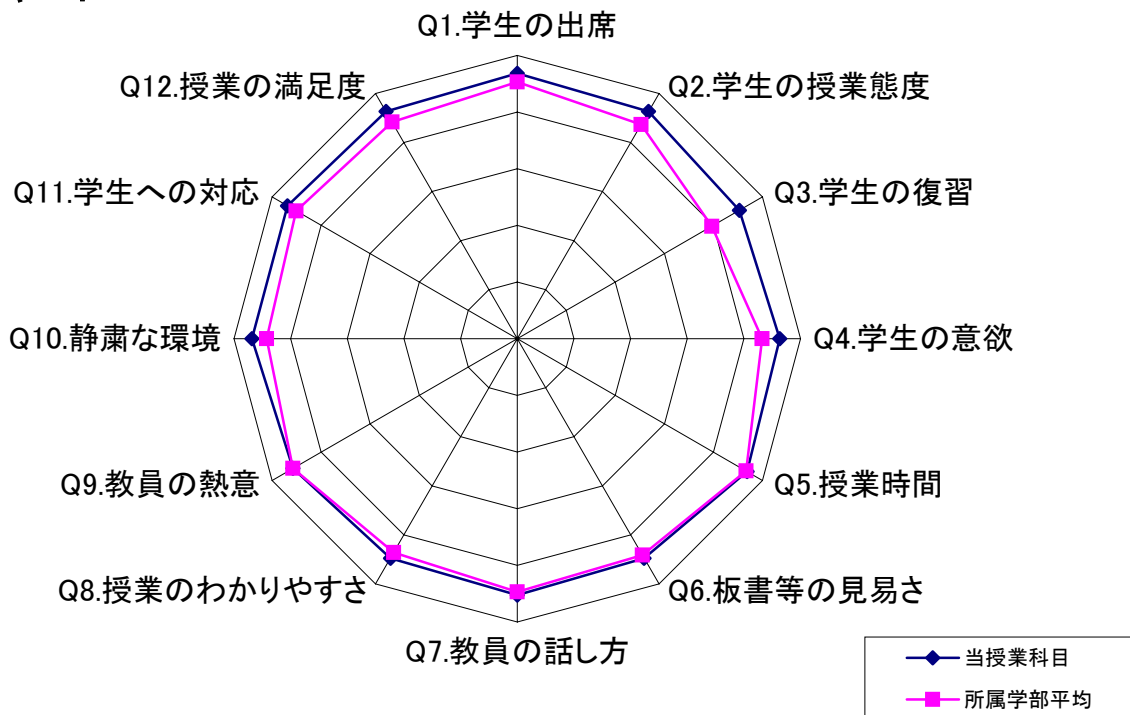 Q1.学生の出席
Q2.学生の授業態度
Q3.学生の復習
Q4.学生の意欲
Q5.授業時間
Q6.板書等の見易さ
Q7.教員の話し方
Q8.授業のわかりやすさ
Q9.教員の熱意
Q10.静粛な環境
Q11.学生への対応
Q12.授業の満足度
当授業科目
所属学部平均